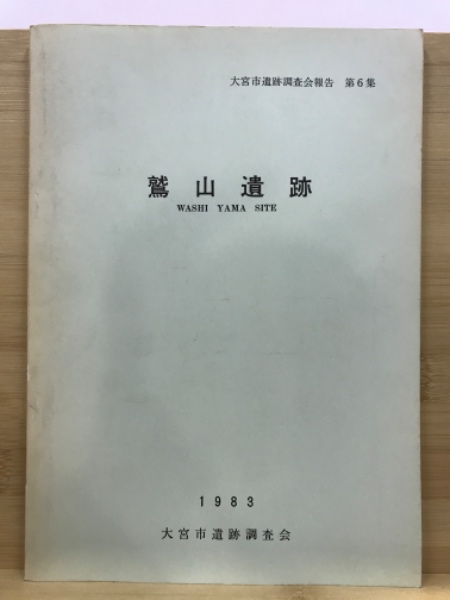 大宮市遺跡調査会報告 第6集
鷲山遺跡
WASHI YAMA SITE
1983
大宮市遺跡調査会